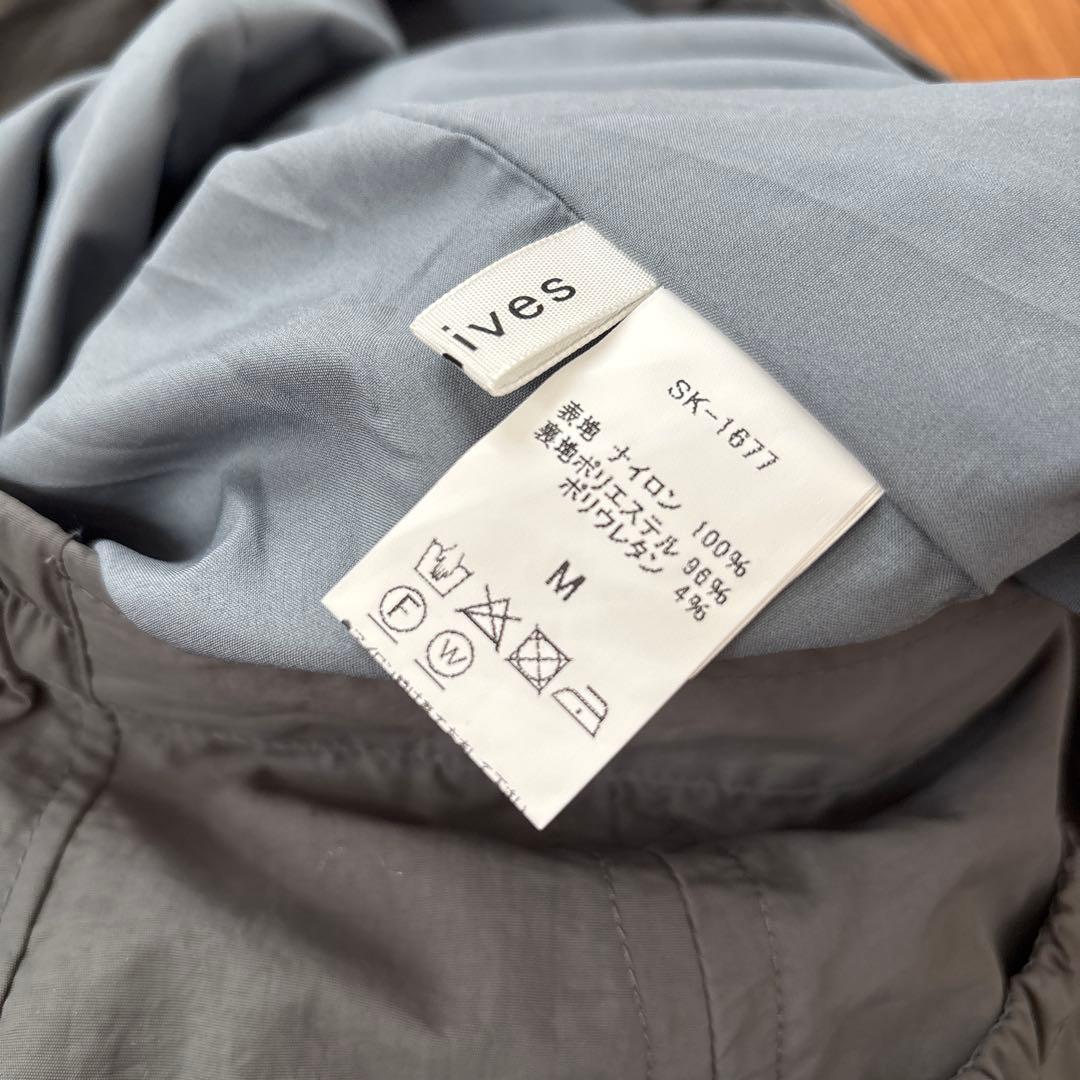 ives
SK-1677
表地 ナイロン 100%
裏地ポリエステル 96%
ポリウレタン 4%
M
F
W